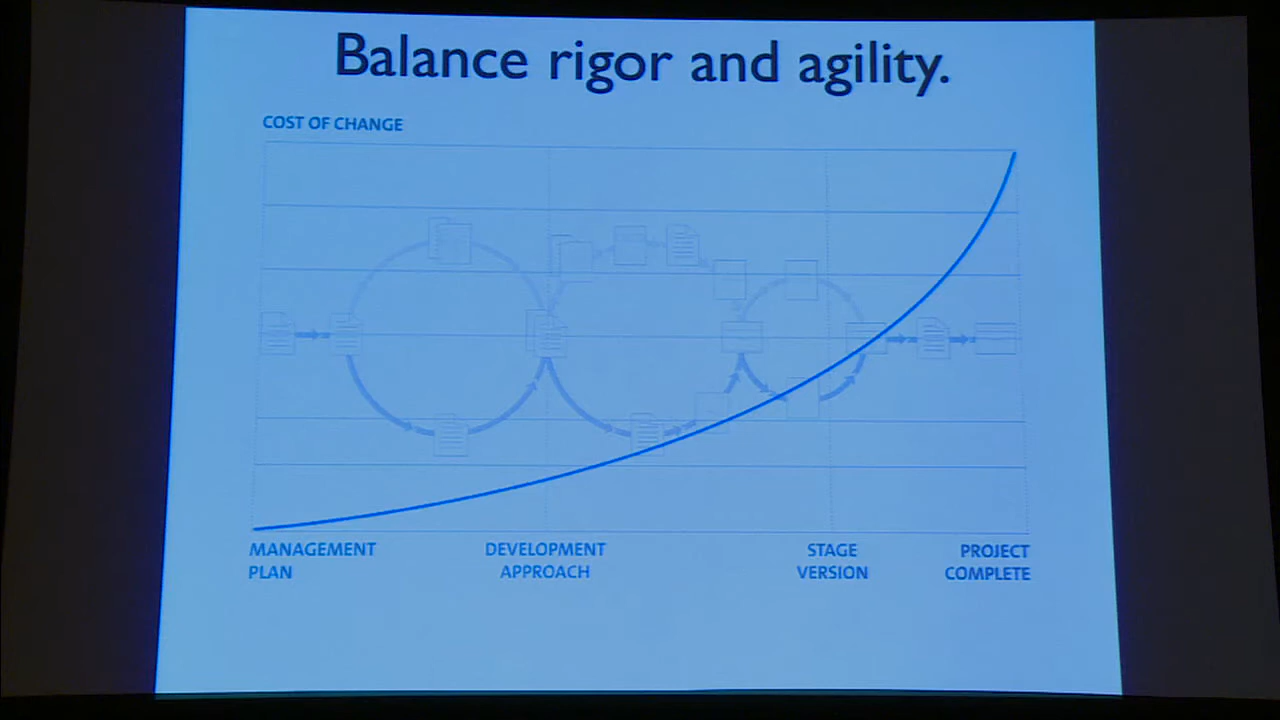 Balance rigor and agility.
COST OF CHANGE
MANAGEMENT
PLAN
DEVELOPMENT
APPROACH
STAGE
VERSION
PROJECT
COMPLETE